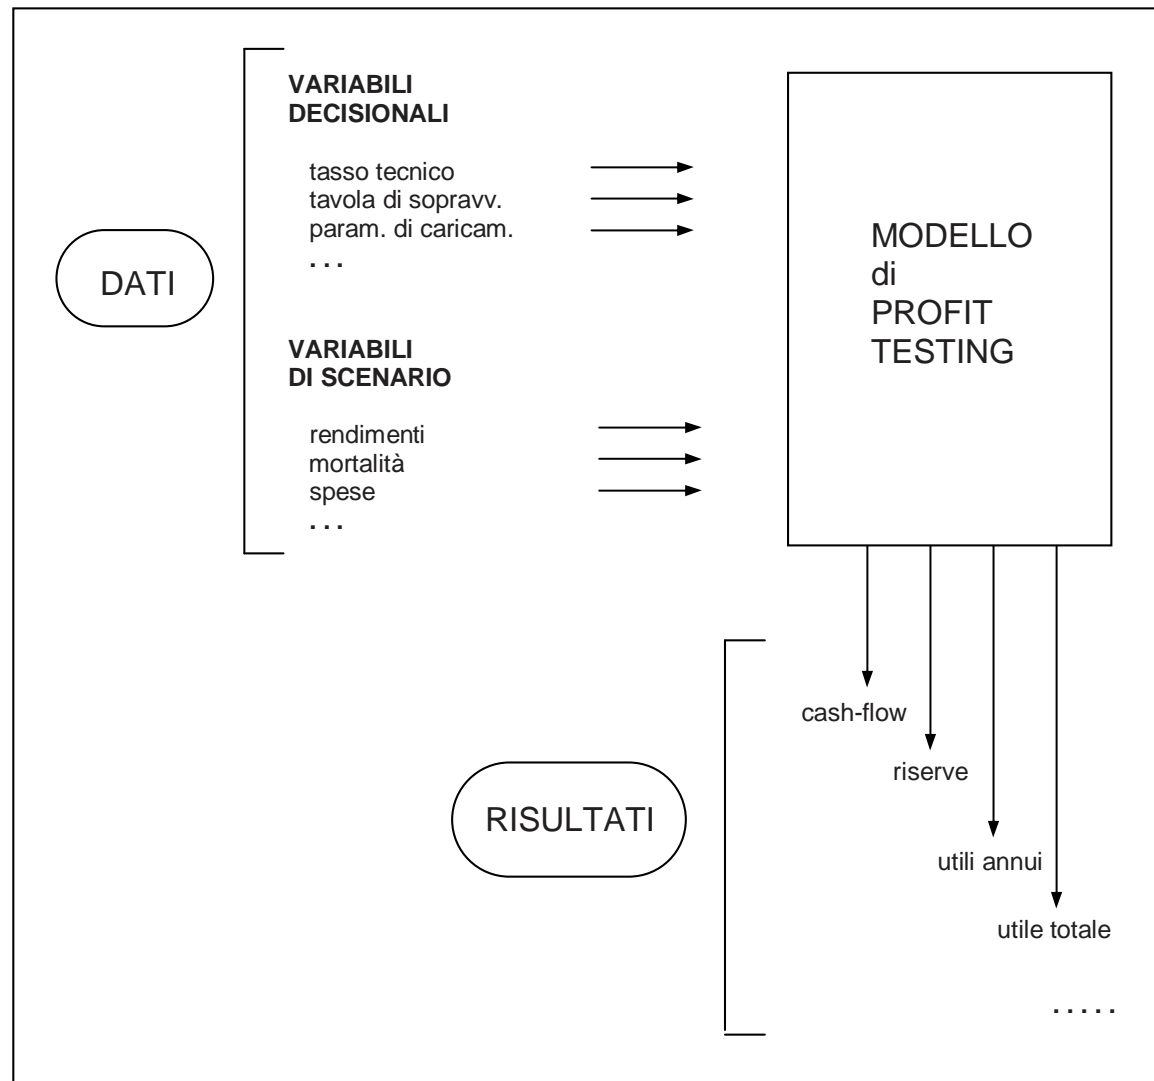 DATI
VARIABILI
DECISIONALI
tasso tecnico
tavola di sopravv.
param. di caricam.
. . .
VARIABILI
DI SCENARIO
rendimenti
mortalità
spese
. . .
MODELLO
di
PROFIT
TESTING
RISULTATI
cash-flow
riserve
utili annui
utile totale
. . . . .